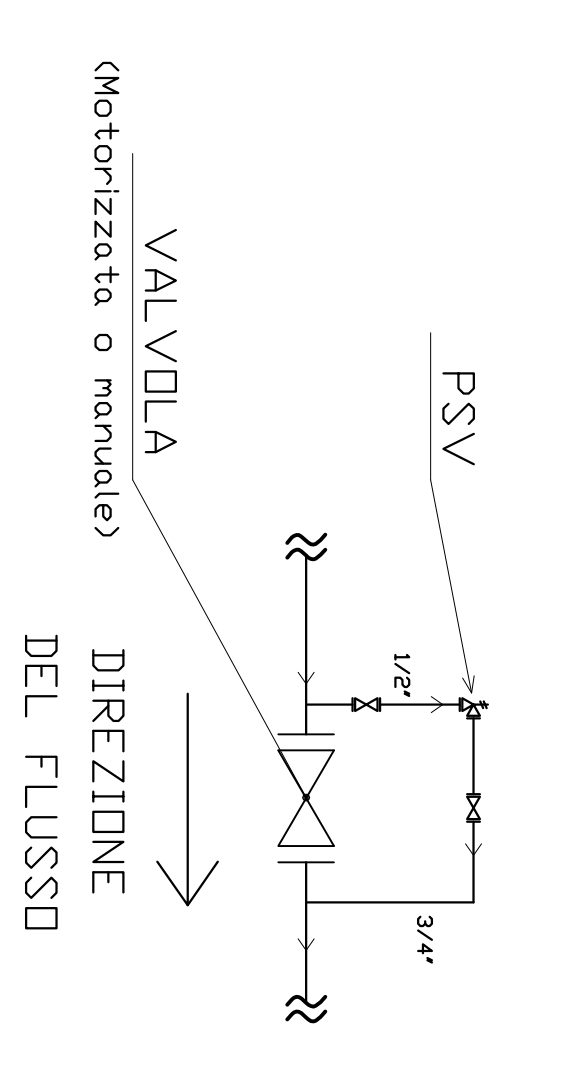 PSV
1/2"
3/4"
VALVOLA
(Motorizzata o manuale)
DIREZIONE
DEL FLUSSO